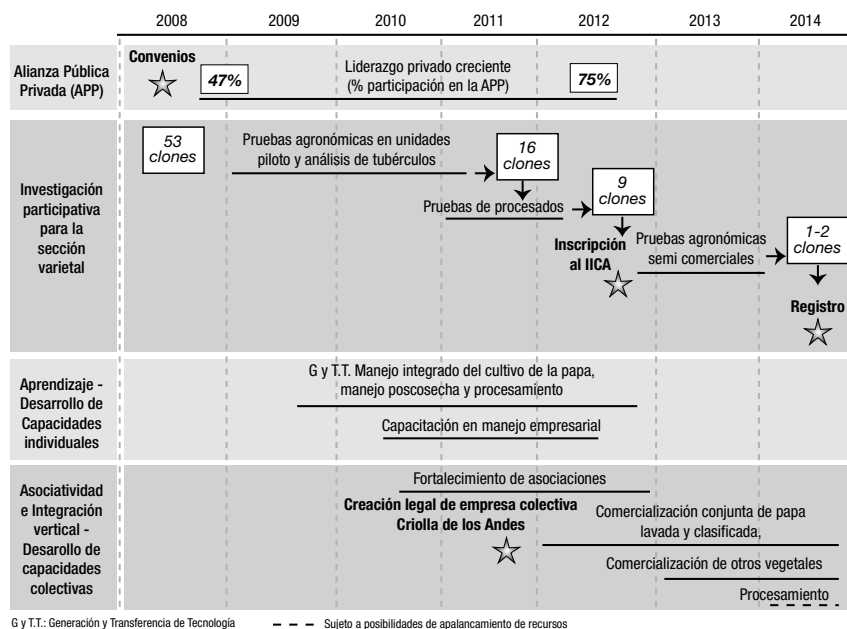 2008 2009 2010 2011 2012 2013 2014
Alianza Pública
Privada (APP)
Convenios
47%
Liderazgo privado creciente
(% participación en la APP)
75%
Investigación
participativa
para la
sección
varietal
53
clones
Pruebas agronómicas en unidades
piloto y análisis de tubérculos
16
clones
Pruebas de procesados
9
clones
Inscripción
al IICA
Pruebas agronómicas
semi comerciales
1-2
clones
Registro
Aprendizaje -
Desarrollo de
Capacidades
individuales
G y T.T. Manejo integrado del cultivo de la papa,
manejo poscosecha y procesamiento
Capacitación en manejo empresarial
Asociatividad
e Integración
vertical -
Desarollo de
capacidades
colectivas
Fortalecimiento de asociaciones
Creación legal de empresa colectiva
Criolla de los Andes
Comercialización conjunta de papa
lavada y clasificada,
Comercialización de otros vegetales
Procesamiento
G y T.T.: Generación y Transferencia de Tecnología
Sujeto a posibilidades de apalancamiento de recursos